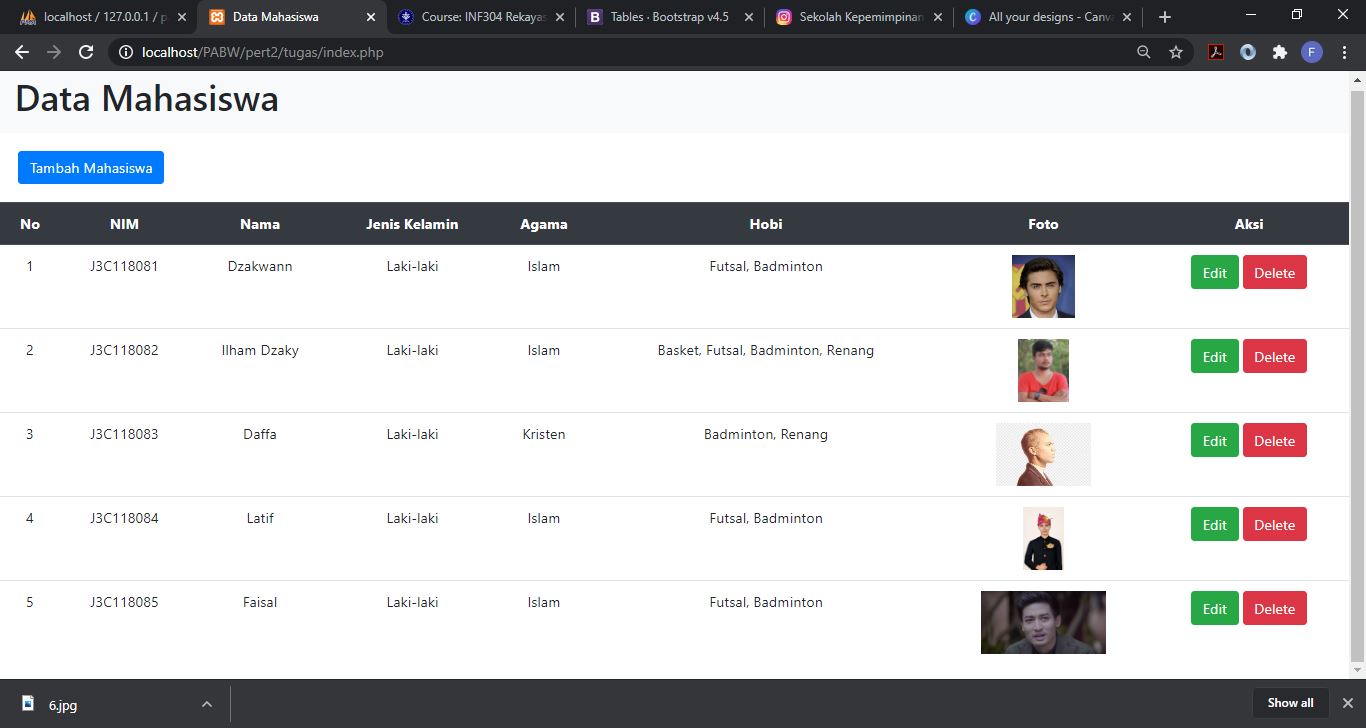 localhost / 127.0.0.1 / p
Data Mahasiswa
Course: INF304 Rekayas
Tables · Bootstrap v4.5
Sekolah Kepemimpinan
All your designs - Canva
localhost/PABW/pert2/tugas/index.php
F
Data Mahasiswa
Tambah Mahasiswa
No NIM Nama Jenis Kelamin Agama Hobi Foto Aksi
1 J3C118081 Dzakwann Laki-laki Islam Futsal, Badminton Edit Delete
2 J3C118082 Ilham Dzaky Laki-laki Islam Basket, Futsal, Badminton, Renang Edit Delete
3 J3C118083 Daffa Laki-laki Kristen Badminton, Renang Edit Delete
4 J3C118084 Latif Laki-laki Islam Futsal, Badminton Edit Delete
5 J3C118085 Faisal Laki-laki Islam Futsal, Badminton Edit Delete
6.jpg
Show all